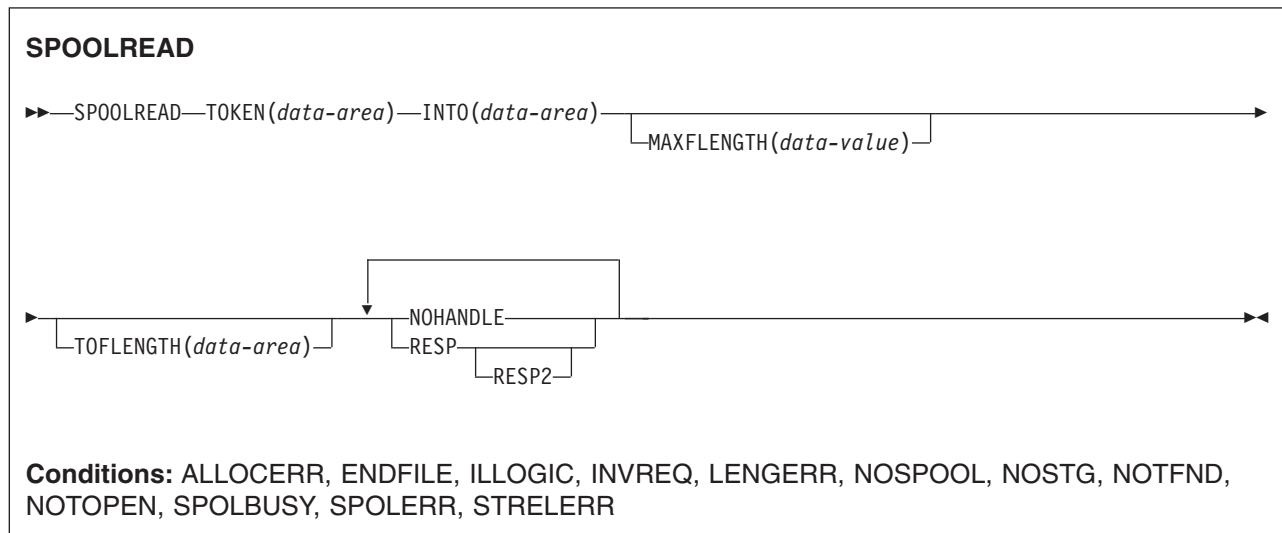 SPOOLREAD
SPOOLREAD TOKEN(data-area) INTO(data-area)
MAXFLENGTH(data-value)
NOHANDLE
TOFLENGTH(data-area) RESP
RESP2
Conditions: ALLOCERR, ENDFILE, ILLOGIC, INVREQ, LENGERR, NOSPOOL, NOSTG, NOTFND,
NOTOPEN, SPOLBUSY, SPOLERR, STRELERR